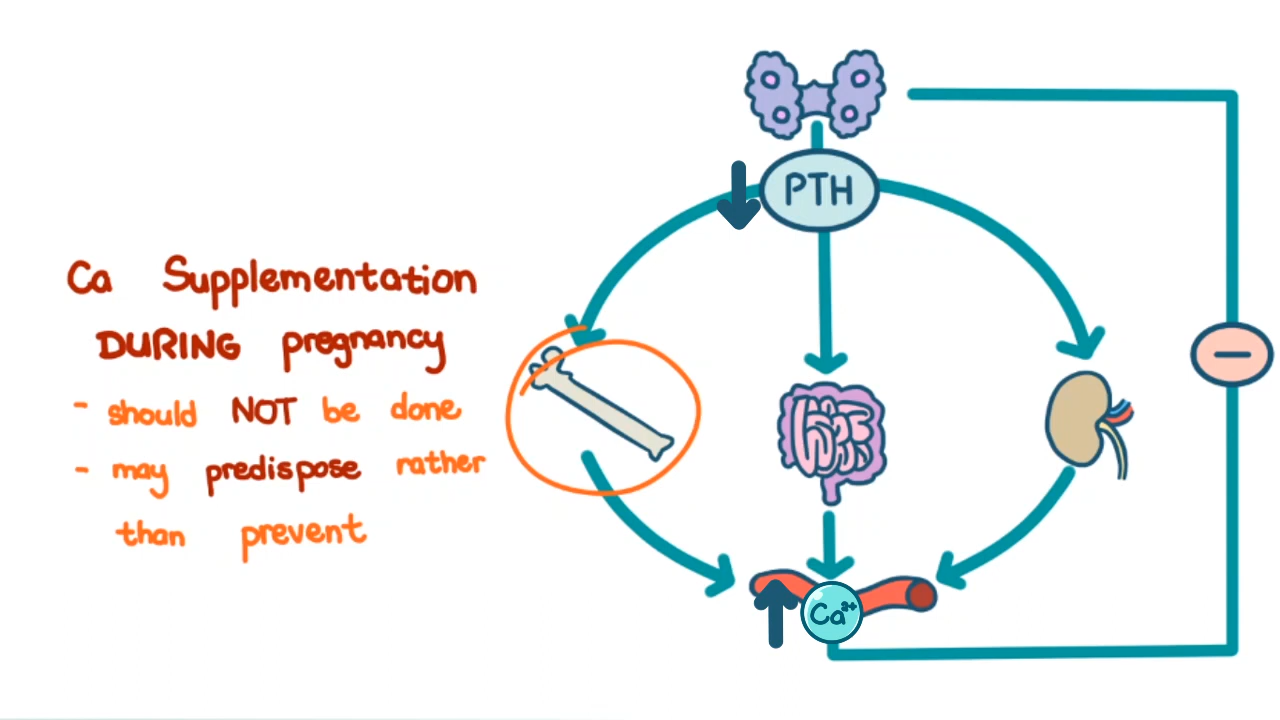 Ca Supplementation
DURING pregnancy
- should NOT be done
- may predispose rather
than prevent
PTH
−
Ca²⁺